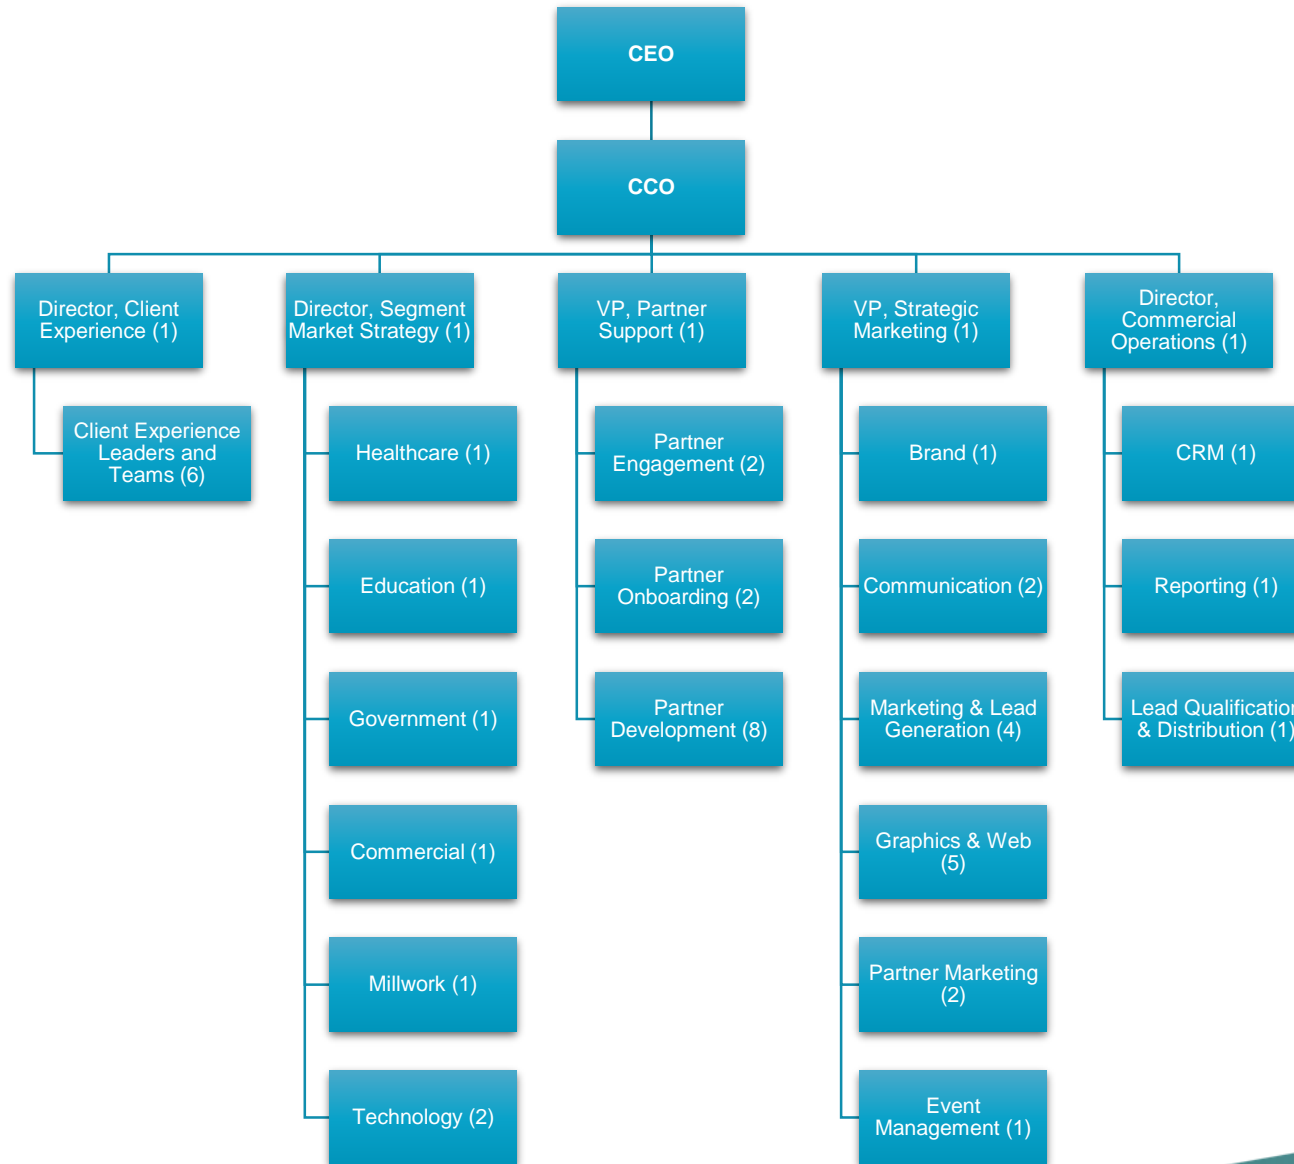 CEO
CCO
Director, Client
Experience (1)
Director, Segment
Market Strategy (1)
VP, Partner
Support (1)
VP, Strategic
Marketing (1)
Director,
Commercial
Operations (1)
Client Experience
Leaders and
Teams (6)
Healthcare (1)
Education (1)
Government (1)
Commercial (1)
Millwork (1)
Technology (2)
Partner
Engagement (2)
Partner
Onboarding (2)
Partner
Development (8)
Brand (1)
Communication (2)
Marketing & Lead
Generation (4)
Graphics & Web
(5)
Partner Marketing
(2)
Event
Management (1)
CRM (1)
Reporting (1)
Lead Qualification
& Distribution (1)